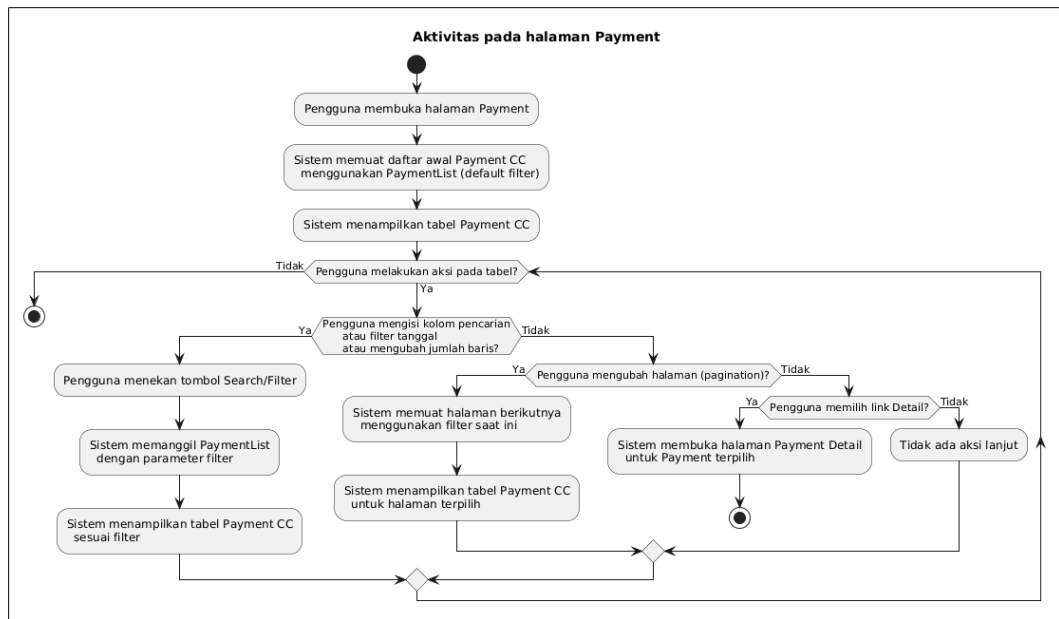 Aktivitas pada halaman Payment
Pengguna membuka halaman Payment
Sistem memuat daftar awal Payment CC
menggunakan PaymentList (default filter)
Sistem menampilkan tabel Payment CC
Tidak
Pengguna melakukan aksi pada tabel?
Ya
Ya
Pengguna mengisi kolom pencarian
atau filter tanggal
atau mengubah jumlah baris?
Tidak
Pengguna menekan tombol Search/Filter
Sistem memanggil PaymentList
dengan parameter filter
Sistem menampilkan tabel Payment CC
sesuai filter
Ya
Pengguna mengubah halaman (pagination)?
Tidak
Sistem memuat halaman berikutnya
menggunakan filter saat ini
Sistem menampilkan tabel Payment CC
untuk halaman terpilih
Ya
Pengguna memilih link Detail?
Tidak
Sistem membuka halaman Payment Detail
untuk Payment terpilih
Tidak ada aksi lanjut